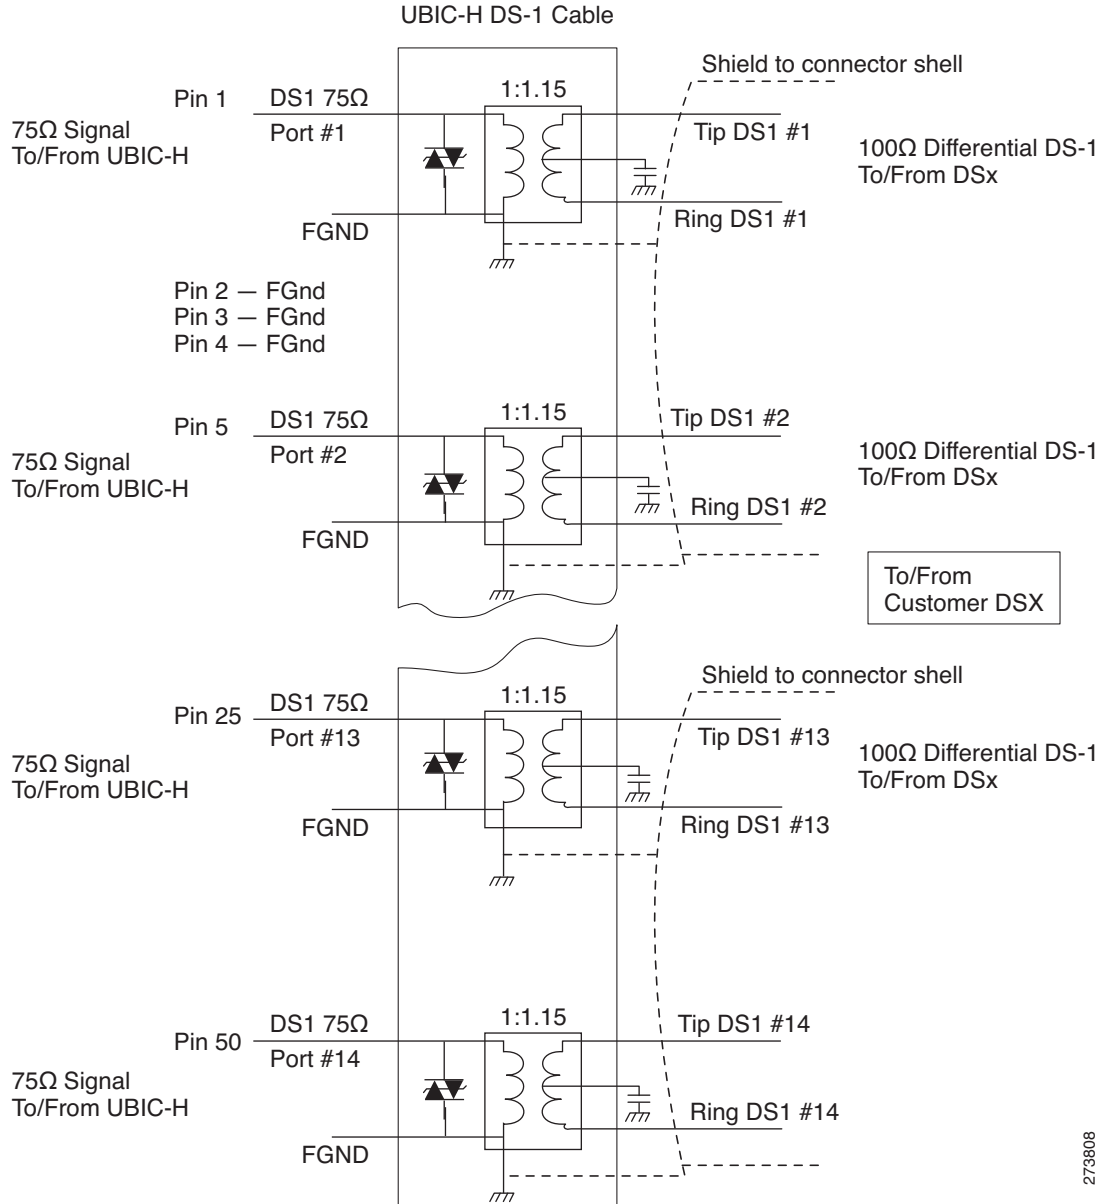 UBIC-H DS-1 Cable
Shield to connector shell
Pin 1
DS1 75Ω
Port #1
1:1.15
Tip DS1 #1
75Ω Signal
To/From UBIC-H
100Ω Differential DS-1
To/From DSx
FGND
Ring DS1 #1
Pin 2 — FGnd
Pin 3 — FGnd
Pin 4 — FGnd
Pin 5
DS1 75Ω
Port #2
1:1.15
Tip DS1 #2
75Ω Signal
To/From UBIC-H
100Ω Differential DS-1
To/From DSx
FGND
Ring DS1 #2
To/From
Customer DSX
Shield to connector shell
Pin 25
DS1 75Ω
Port #13
1:1.15
Tip DS1 #13
75Ω Signal
To/From UBIC-H
100Ω Differential DS-1
To/From DSx
FGND
Ring DS1 #13
Pin 50
DS1 75Ω
Port #14
1:1.15
Tip DS1 #14
75Ω Signal
To/From UBIC-H
FGND
Ring DS1 #14
273808